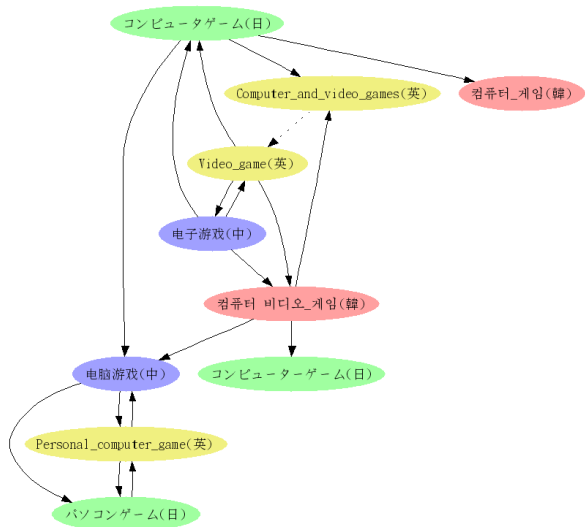 コンピュータゲーム(日)
Computer_and_video_games(英)
컴퓨터_게임(韓)
Video_game(英)
电子游戏(中)
컴퓨터 비디오_게임(韓)
电脑游戏(中)
コンピューターゲーム(日)
Personal_computer_game(英)
パソコンゲーム(日)